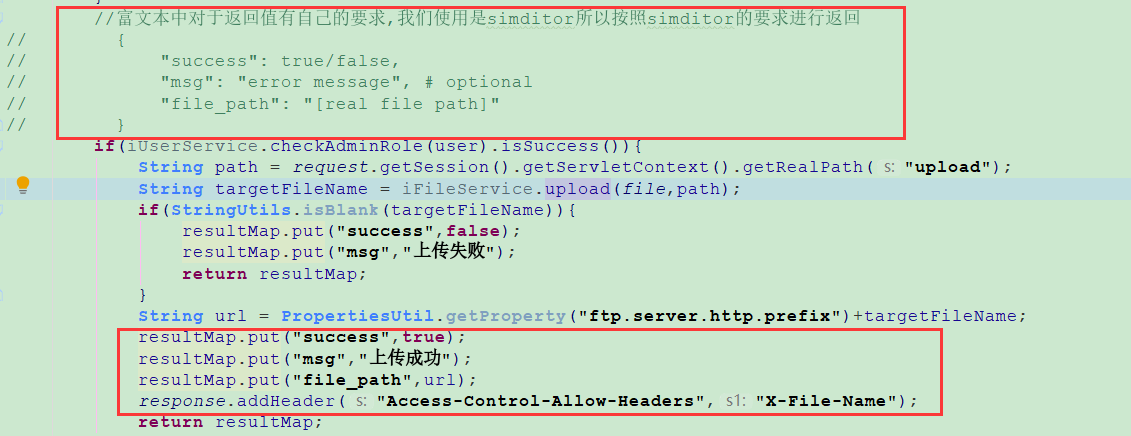 //富文本中对于返回值有自己的要求,我们使用是simditor所以按照simditor的要求进行返回
//        {
//            "success": true/false,
//            "msg": "error message", # optional
//            "file_path": "[real file path]"
//        }
if(iUserService.checkAdminRole(user).isSuccess()){
    String path = request.getSession().getServletContext().getRealPath( s: "upload");
    String targetFileName = iFileService.upload(file,path);
    if(StringUtils.isBlank(targetFileName)){
        resultMap.put("success",false);
        resultMap.put("msg","上传失败");
        return resultMap;
    }
    String url = PropertiesUtil.getProperty("ftp.server.http.prefix")+targetFileName;
    resultMap.put("success",true);
    resultMap.put("msg","上传成功");
    resultMap.put("file_path",url);
    response.addHeader( s: "Access-Control-Allow-Headers", s1: "X-File-Name");
    return resultMap;